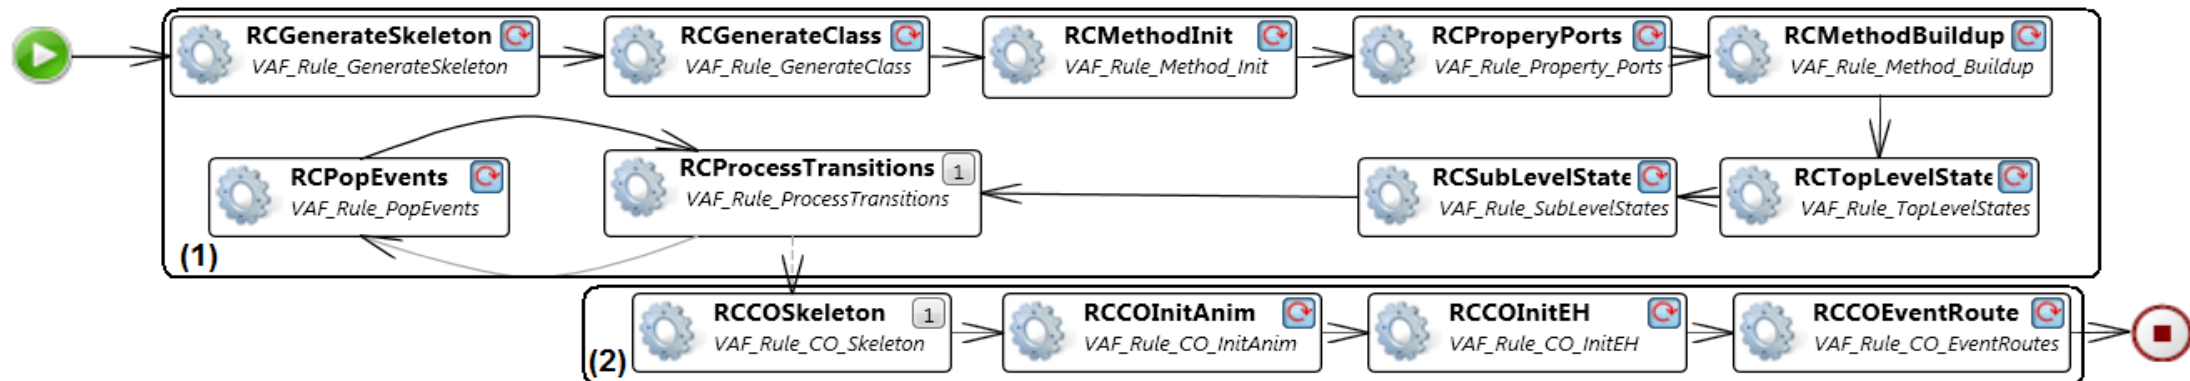 RCGenerateSkeleton
VAF_Rule_GenerateSkeleton
RCGenerateClass
VAF_Rule_GenerateClass
RCMethodInit
VAF_Rule_Method_Init
RCProperyPorts
VAF_Rule_Property_Ports
RCMethodBuildup
VAF_Rule_Method_Buildup
RCPopEvents
VAF_Rule_PopEvents
RCProcessTransitions 1
VAF_Rule_ProcessTransitions
RCSubLevelState
VAF_Rule_SubLevelStates
RCTopLevelState
VAF_Rule_TopLevelStates
(1)
RCCOSkeleton 1
VAF_Rule_CO_Skeleton
RCCOInitAnim
VAF_Rule_CO_InitAnim
RCCOInitEH
VAF_Rule_CO_InitEH
RCCOEventRoute
VAF_Rule_CO_EventRoutes
(2)